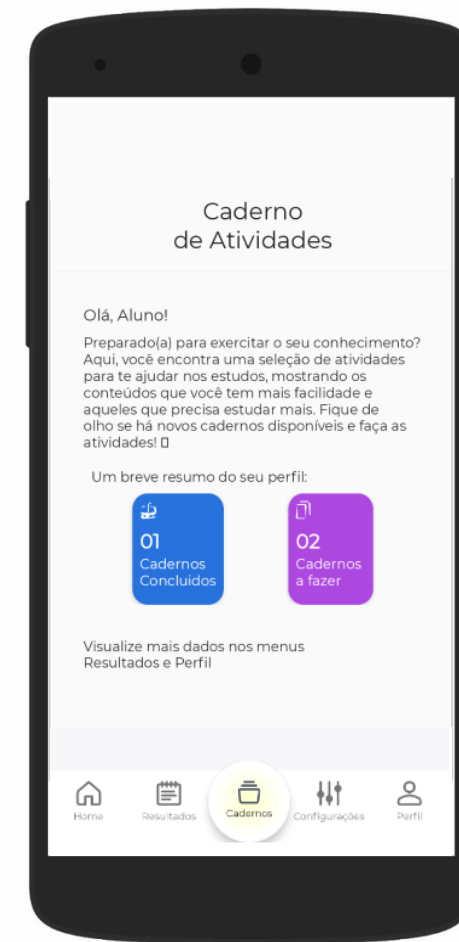 Caderno
de Atividades
Olá, Aluno!
Preparado(a) para exercitar o seu conhecimento?
Aqui, você encontra uma seleção de atividades
para te ajudar nos estudos, mostrando os
conteúdos que você tem mais facilidade e
aqueles que precisa estudar mais. Fique de
olho se há novos cadernos disponíveis e faça as
atividades! ▯
Um breve resumo do seu perfil:
01
Cadernos
Concluidos
02
Cadernos
a fazer
Visualize mais dados nos menus
Resultados e Perfil
Home
Resultados
Cadernos
Configurações
Perfil